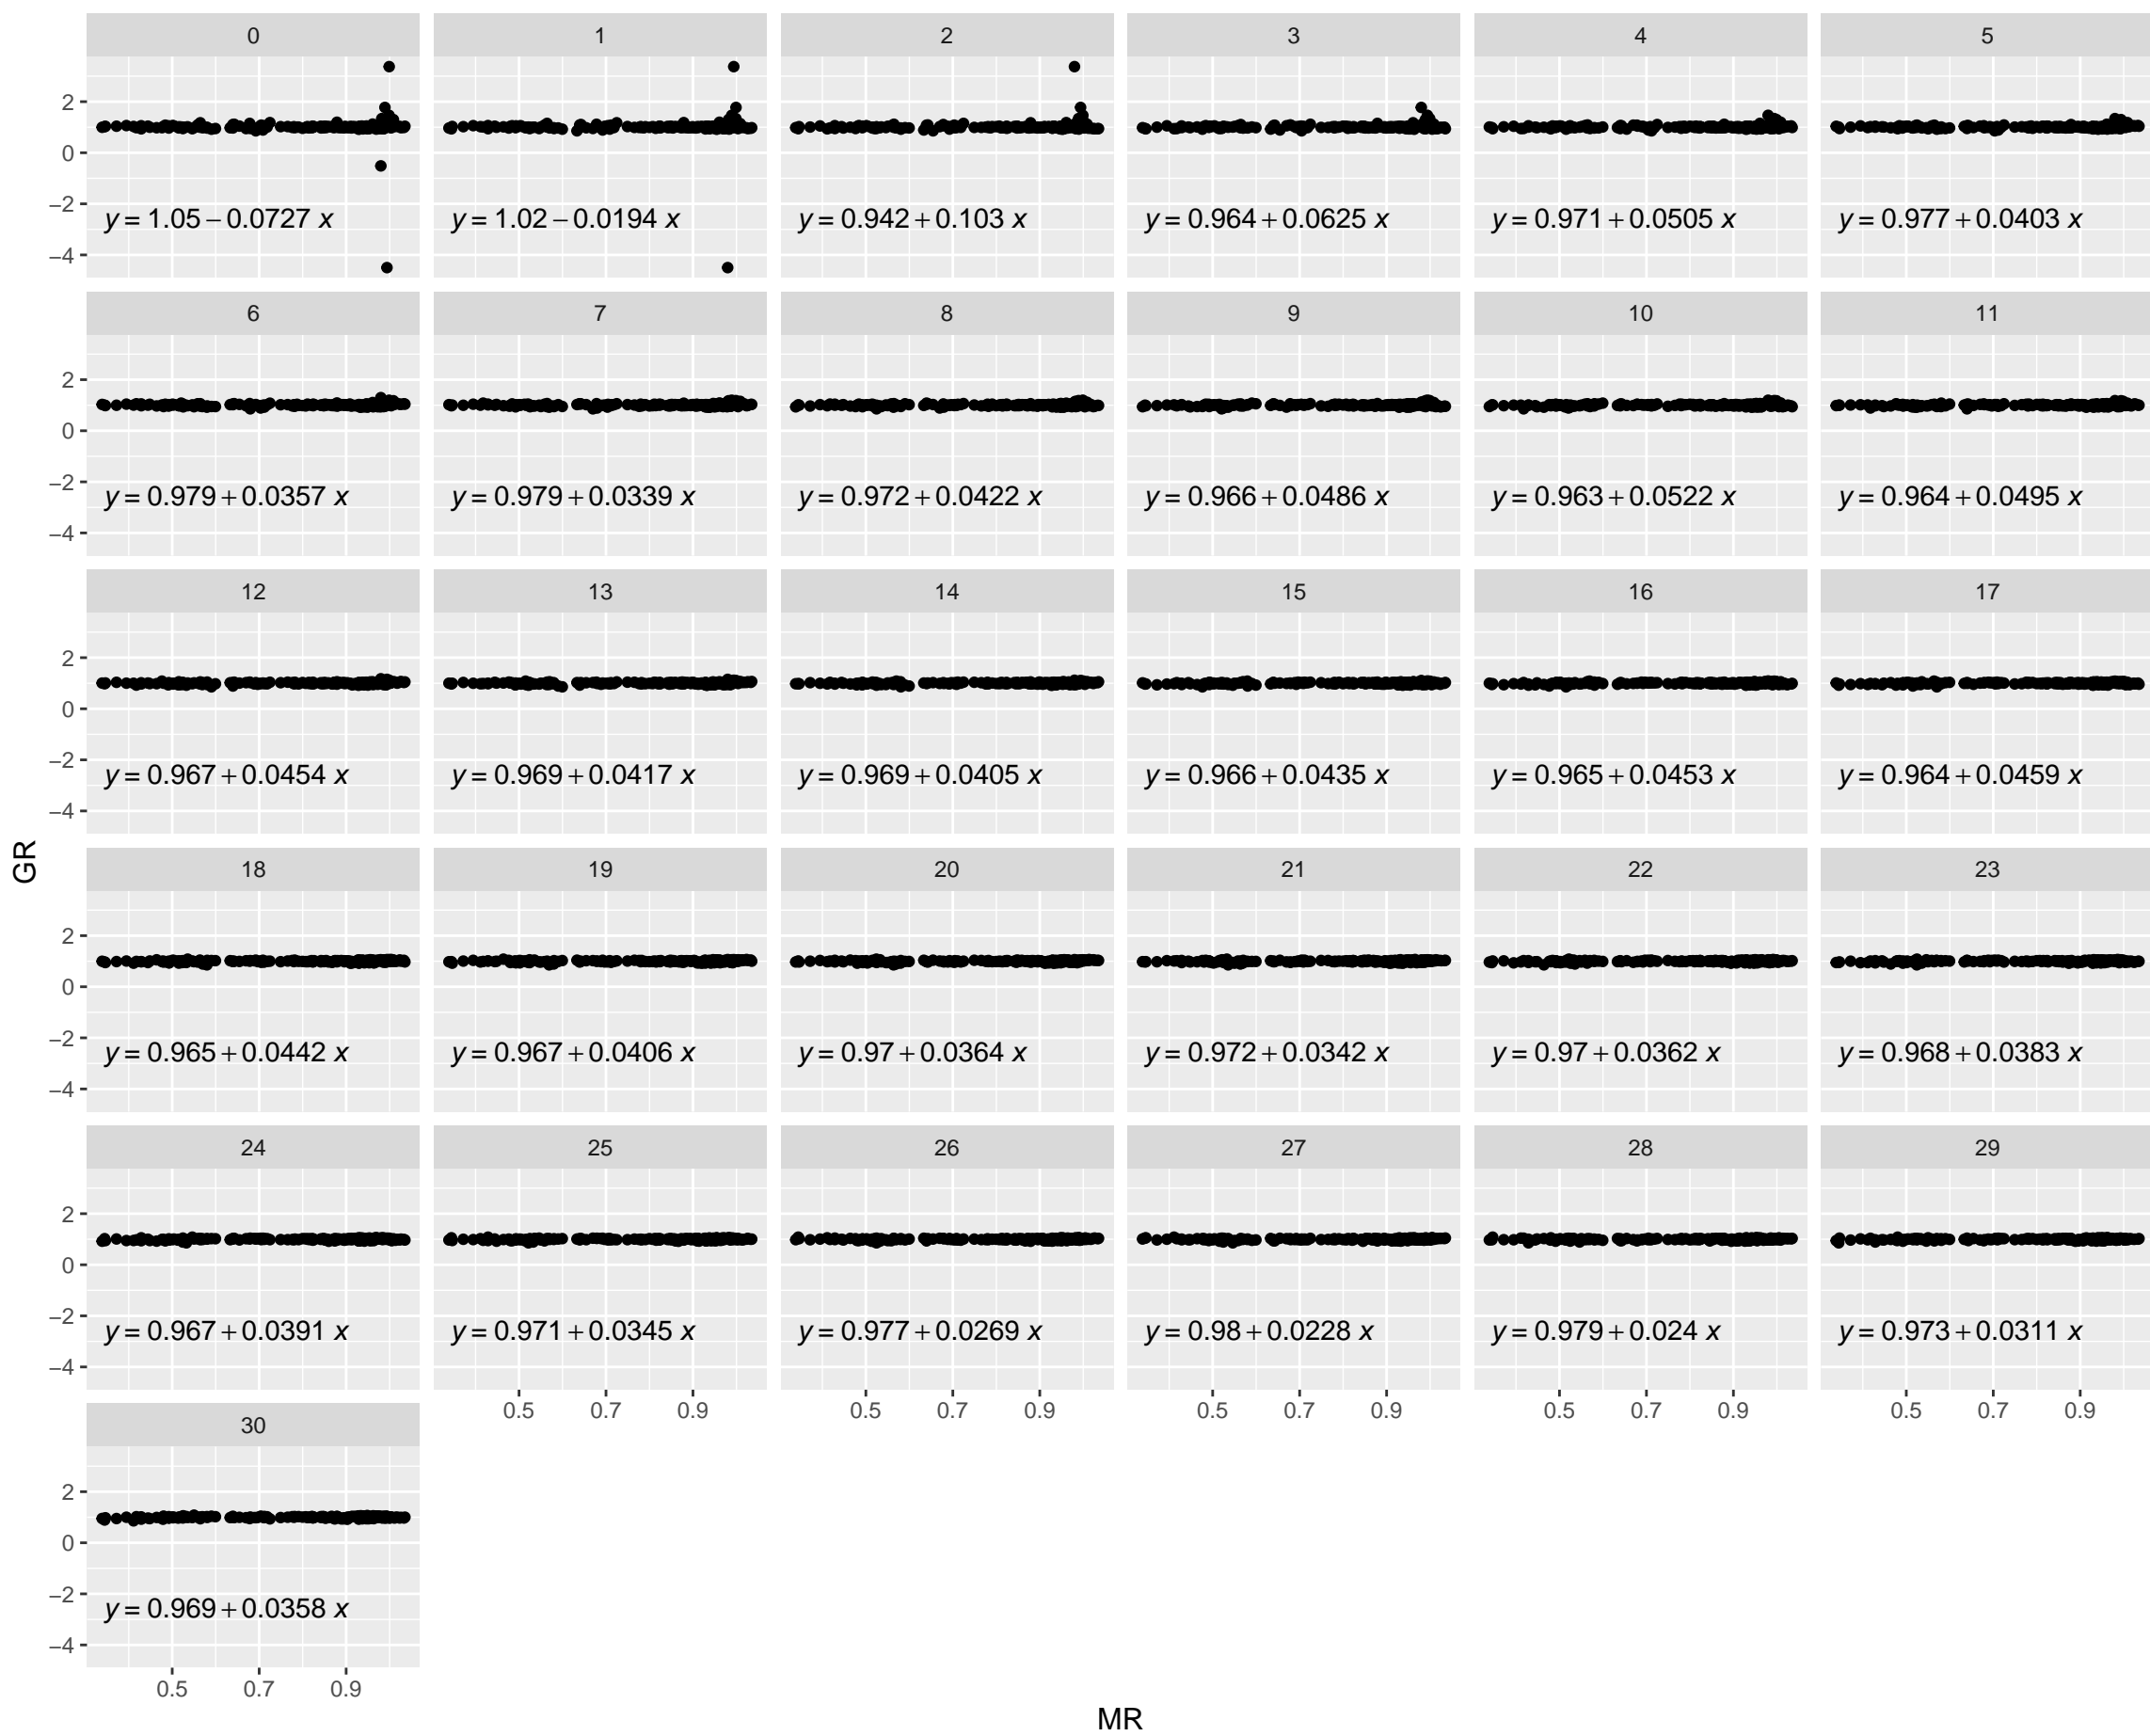 0 1 2 3 4 5
2
0
−2
−4
y = 1.05 − 0.0727 x y = 1.02 − 0.0194 x y = 0.942 + 0.103 x y = 0.964 + 0.0625 x y = 0.971 + 0.0505 x y = 0.977 + 0.0403 x
6 7 8 9 10 11
2
0
−2
−4
y = 0.979 + 0.0357 x y = 0.979 + 0.0339 x y = 0.972 + 0.0422 x y = 0.966 + 0.0486 x y = 0.963 + 0.0522 x y = 0.964 + 0.0495 x
12 13 14 15 16 17
2
0
−2
−4
y = 0.967 + 0.0454 x y = 0.969 + 0.0417 x y = 0.969 + 0.0405 x y = 0.966 + 0.0435 x y = 0.965 + 0.0453 x y = 0.964 + 0.0459 x
GR
18 19 20 21 22 23
2
0
−2
−4
y = 0.965 + 0.0442 x y = 0.967 + 0.0406 x y = 0.97 + 0.0364 x y = 0.972 + 0.0342 x y = 0.97 + 0.0362 x y = 0.968 + 0.0383 x
24 25 26 27 28 29
2
0
−2
−4
y = 0.967 + 0.0391 x y = 0.971 + 0.0345 x y = 0.977 + 0.0269 x y = 0.98 + 0.0228 x y = 0.979 + 0.024 x y = 0.973 + 0.0311 x
0.5 0.7 0.9 0.5 0.7 0.9 0.5 0.7 0.9 0.5 0.7 0.9 0.5 0.7 0.9
30
2
0
−2
−4
y = 0.969 + 0.0358 x
0.5 0.7 0.9
MR